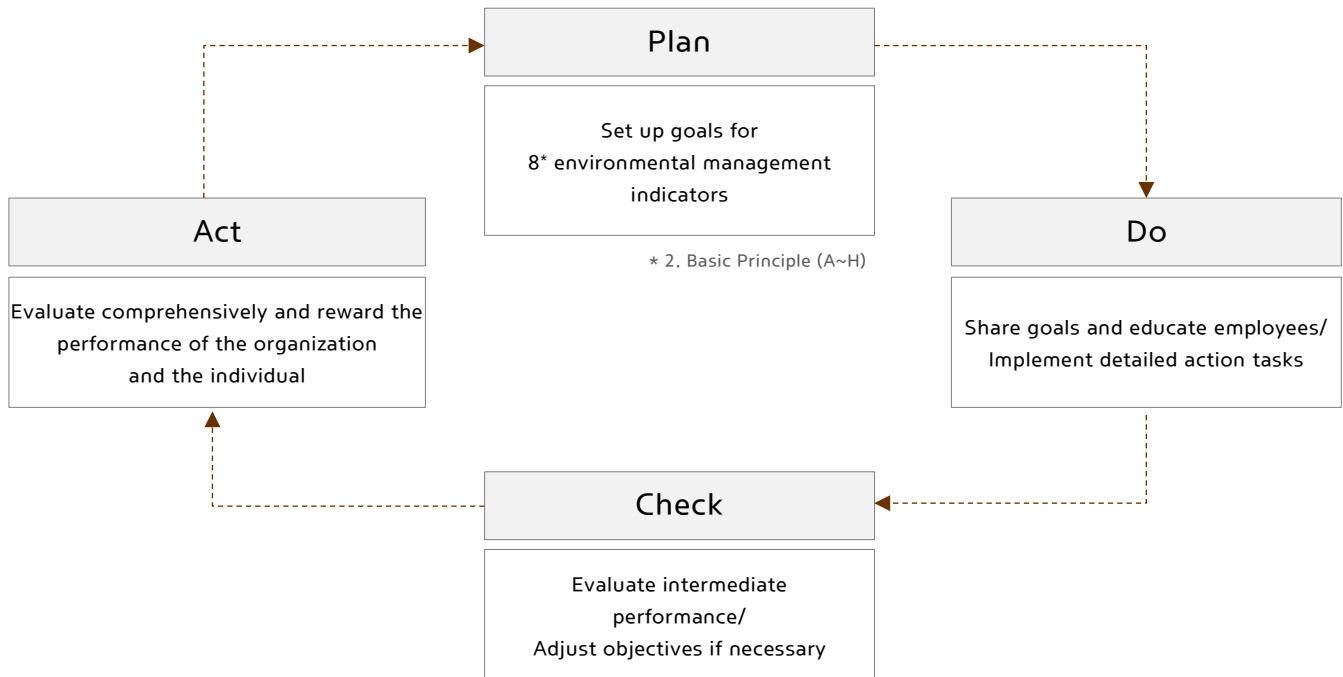 Plan
Set up goals for
8* environmental management
indicators
* 2. Basic Principle (A~H)
Act
Evaluate comprehensively and reward the
performance of the organization
and the individual
Do
Share goals and educate employees/
Implement detailed action tasks
Check
Evaluate intermediate
performance/
Adjust objectives if necessary